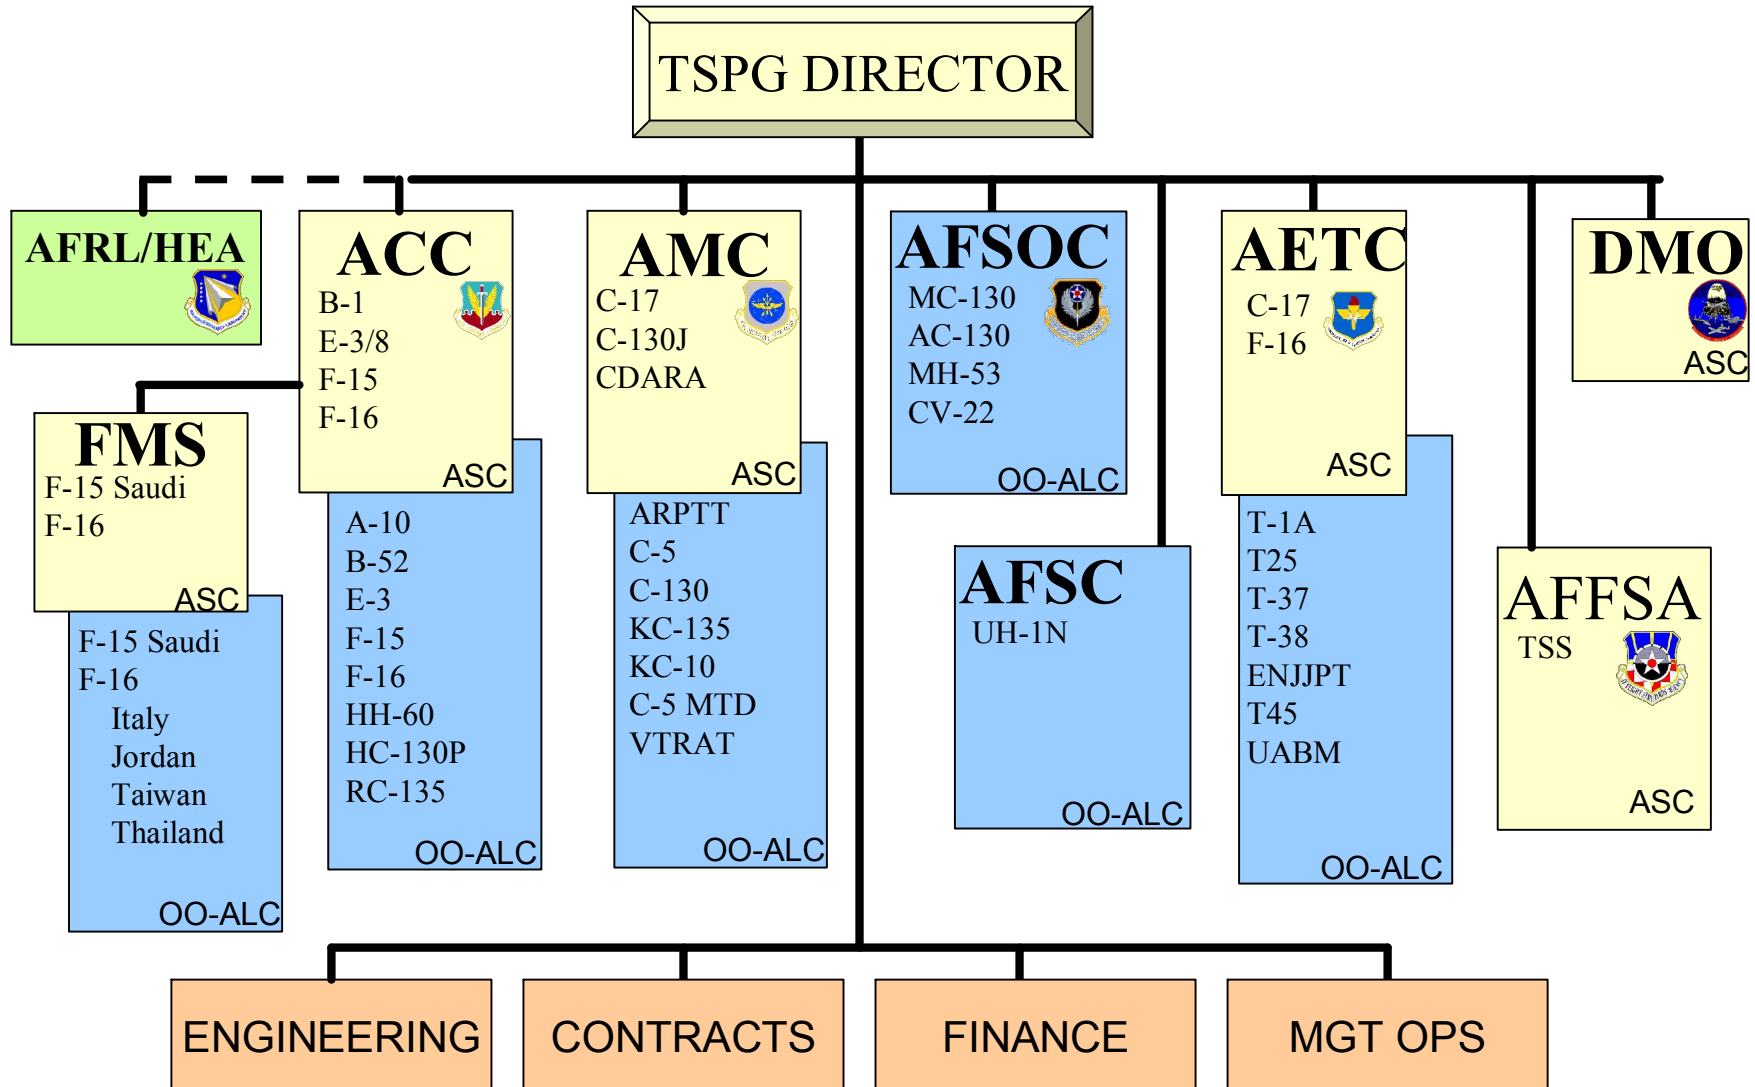 TSPG DIRECTOR
AFRL/HEA
ACC
B-1
E-3/8
F-15
F-16
ASC
A-10
B-52
E-3
F-15
F-16
HH-60
HC-130P
RC-135
OO-ALC
FMS
F-15 Saudi
F-16
ASC
F-15 Saudi
F-16
Italy
Jordan
Taiwan
Thailand
OO-ALC
AMC
C-17
C-130J
CDARA
ASC
ARPTT
C-5
C-130
KC-135
KC-10
C-5 MTD
VTRAT
OO-ALC
AFSOC
MC-130
AC-130
MH-53
CV-22
OO-ALC
AFSC
UH-1N
OO-ALC
AETC
C-17
F-16
ASC
T-1A
T25
T-37
T-38
ENJJPT
T45
UABM
OO-ALC
AFFSA
TSS
ASC
DMO
ASC
ENGINEERING
CONTRACTS
FINANCE
MGT OPS